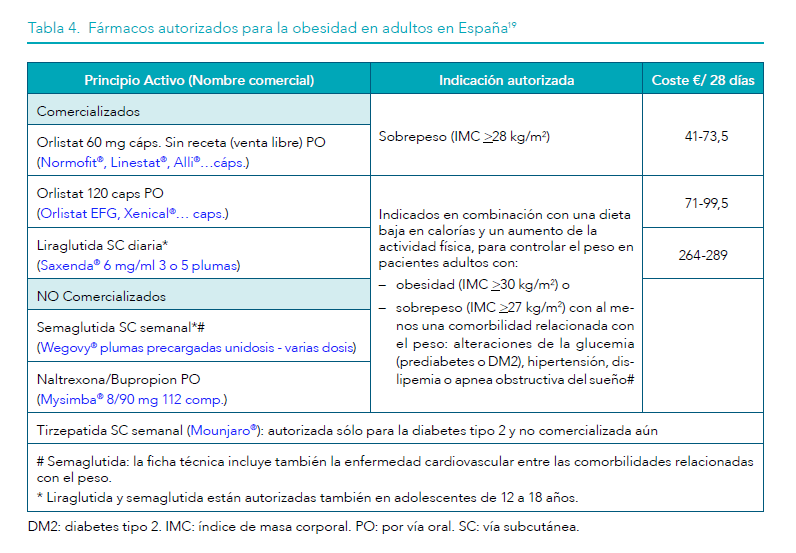 Tabla 4. Fármacos autorizados para la obesidad en adultos en España¹⁹
Principio Activo (Nombre comercial)
Indicación autorizada
Coste €/ 28 días
Comercializados
Orlistat 60 mg cáps. Sin receta (venta libre) PO
(Normofit®, Linestat®, Alli®…cáps.)
Sobrepeso (IMC ≥28 kg/m²)
41-73,5
Orlistat 120 caps PO
(Orlistat EFG, Xenical®… caps.)
71-99,5
Liraglutida SC diaria*
(Saxenda® 6 mg/ml 3 o 5 plumas)
264-289
NO Comercializados
Semaglutida SC semanal*#
(Wegovy® plumas precargadas unidosis - varias dosis)
Naltrexona/Bupropion PO
(Mysimba® 8/90 mg 112 comp.)
Indicados en combinación con una dieta
baja en calorías y un aumento de la
actividad física, para controlar el peso en
pacientes adultos con:
– obesidad (IMC ≥30 kg/m²) o
– sobrepeso (IMC ≥27 kg/m²) con al me-
nos una comorbilidad relacionada con
el peso: alteraciones de la glucemia
(prediabetes o DM2), hipertensión, dis-
lipemia o apnea obstructiva del sueño#
Tirzepatida SC semanal (Mounjaro®): autorizada sólo para la diabetes tipo 2 y no comercializada aún
# Semaglutida: la ficha técnica incluye también la enfermedad cardiovascular entre las comorbilidades relacionadas
con el peso.
* Liraglutida y semaglutida están autorizadas también en adolescentes de 12 a 18 años.
DM2: diabetes tipo 2. IMC: índice de masa corporal. PO: por vía oral. SC: vía subcutánea.